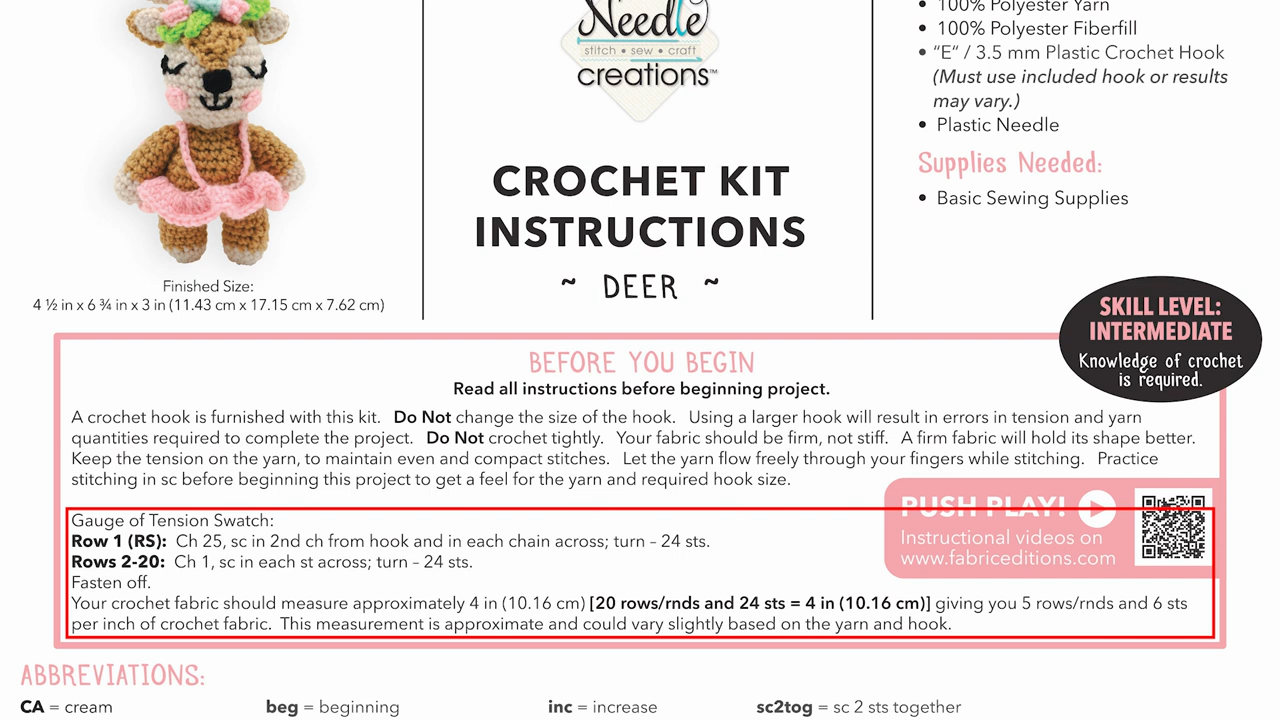 Needle
stitch • sew • craft
creations™
CROCHET KIT
INSTRUCTIONS
~ DEER ~
Finished Size:
4 ½ in x 6 ¾ in x 3 in (11.43 cm x 17.15 cm x 7.62 cm)
• 100% Polyester Yarn
• 100% Polyester Fiberfill
• “E“ / 3.5 mm Plastic Crochet Hook
(Must use included hook or results
may vary.)
• Plastic Needle
Supplies Needed:
• Basic Sewing Supplies
SKILL LEVEL:
INTERMEDIATE
Knowledge of crochet
is required.
BEFORE YOU BEGIN
Read all instructions before beginning project.
A crochet hook is furnished with this kit. Do Not change the size of the hook. Using a larger hook will result in errors in tension and yarn
quantities required to complete the project. Do Not crochet tightly. Your fabric should be firm, not stiff. A firm fabric will hold its shape better.
Keep the tension on the yarn, to maintain even and compact stitches. Let the yarn flow freely through your fingers while stitching. Practice
stitching in sc before beginning this project to get a feel for the yarn and required hook size.
PUSH PLAY!
Instructional videos on
www.fabriceditions.com
Gauge of Tension Swatch:
Row 1 (RS): Ch 25, sc in 2nd ch from hook and in each chain across; turn – 24 sts.
Rows 2-20: Ch 1, sc in each st across; turn – 24 sts.
Fasten off.
Your crochet fabric should measure approximately 4 in (10.16 cm) [20 rows/rnds and 24 sts = 4 in (10.16 cm)] giving you 5 rows/rnds and 6 sts
per inch of crochet fabric. This measurement is approximate and could vary slightly based on the yarn and hook.
ABBREVIATIONS:
CA = cream
beg = beginning
inc = increase
sc2tog = sc 2 sts together